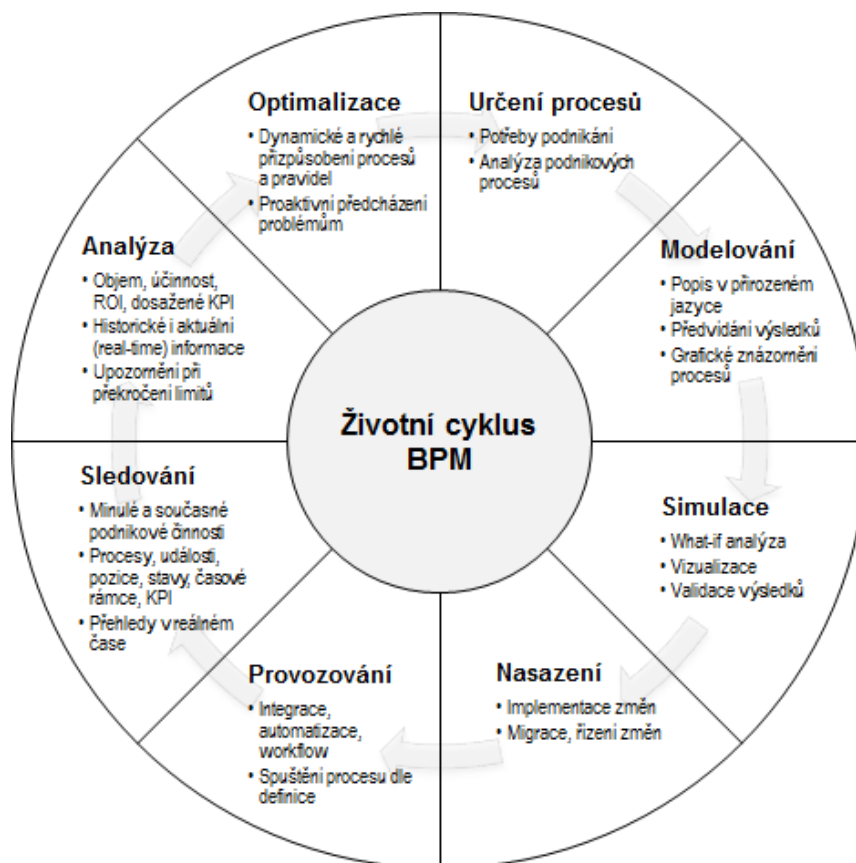 Optimalizace
• Dynamické a rychlé
přizpůsobení procesů
a pravidel
• Proaktivní předcházení
problémům
Určení procesů
• Potřeby podnikání
• Analýza podnikových
procesů
Modelování
• Popis v přirozeném
jazyce
• Předvidání výsledků
• Grafické znázornění
procesů
Simulace
• What-if analýza
• Vizualizace
• Validace výsledků
Nasazení
• Implementace změn
• Migrace, řízení změn
Provozování
• Integrace,
automatizace,
workflow
• Spuštění procesu dle
definice
Sledování
• Minulé a současné
podnikové činnosti
• Procesy, události,
pozice, stavy, časové
rámce, KPI
• Přehledy v reálném
čase
Analýza
• Objem, účinnost,
ROI, dosažené KPI
• Historické i aktuální
(real-time) informace
• Upozornění při
překročení limitů
Životní cyklus
BPM